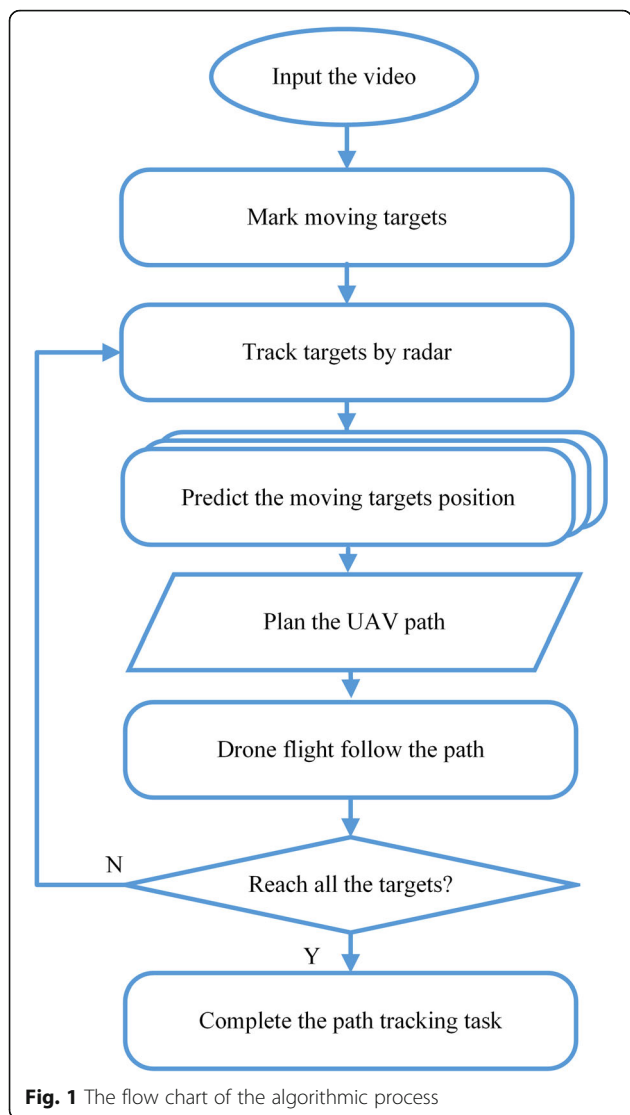 Input the video
Mark moving targets
Track targets by radar
Predict the moving targets position
Plan the UAV path
Drone flight follow the path
N
Reach all the targets?
Y
Complete the path tracking task
Fig. 1 The flow chart of the algorithmic process